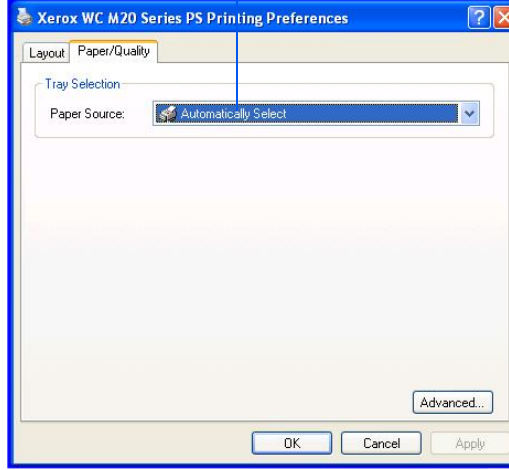 Xerox WC M20 Series PS Printing Preferences
Layout Paper/Quality
Tray Selection
Paper Source: Automatically Select
Advanced...
OK Cancel Apply